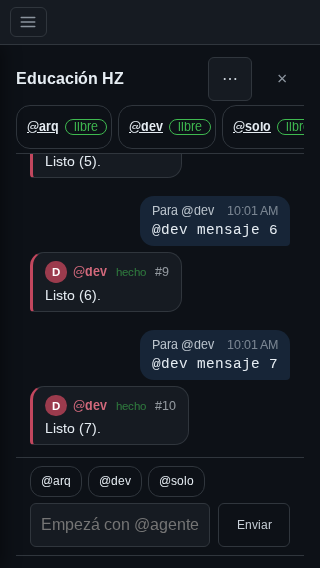 Educación HZ
...
×
@arq libre
@dev libre
@solo libre
Listo (5).
Para @dev 10:01 AM
@dev mensaje 6
D @dev hecho #9
Listo (6).
Para @dev 10:01 AM
@dev mensaje 7
D @dev hecho #10
Listo (7).
@arq @dev @solo
Empezá con @agente
Enviar